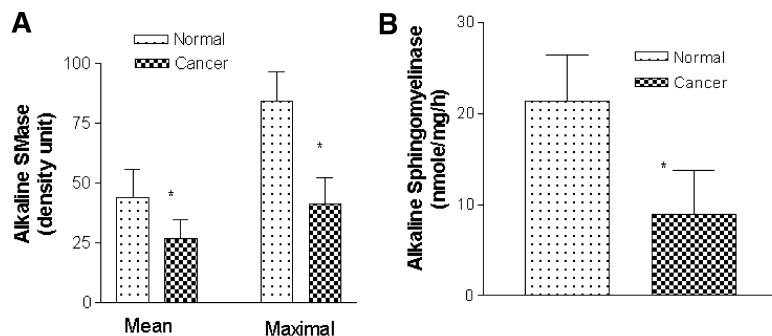 A
Normal
Cancer
Alkaline SMase
(density unit)
100
75
50
25
0
*
*
Mean
Maximal
B
Normal
Cancer
Alkaline Sphingomyelinase
(nmole/mg/h)
30
20
10
0
*